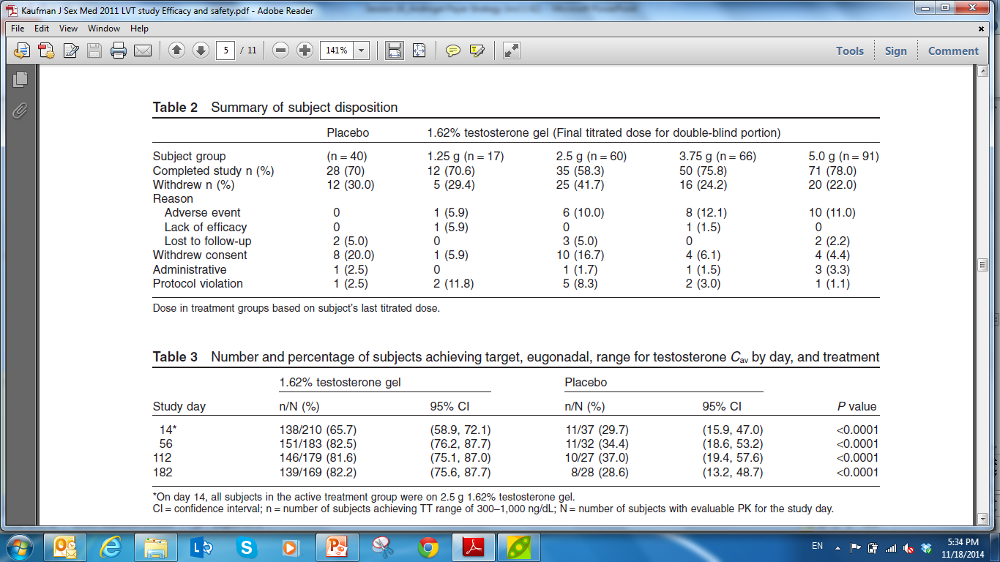 Kaufman J Sex Med 2011 LVT study Efficacy and safety.pdf - Adobe Reader
File Edit View Window Help
5 / 11 141% Tools Sign Comment
Table 2 Summary of subject disposition
Placebo 1.62% testosterone gel (Final titrated dose for double-blind portion)
Subject group (n = 40) 1.25 g (n = 17) 2.5 g (n = 60) 3.75 g (n = 66) 5.0 g (n = 91)
Completed study n (%) 28 (70) 12 (70.6) 35 (58.3) 50 (75.8) 71 (78.0)
Withdrew n (%) 12 (30.0) 5 (29.4) 25 (41.7) 16 (24.2) 20 (22.0)
Reason
Adverse event 0 1 (5.9) 6 (10.0) 8 (12.1) 10 (11.0)
Lack of efficacy 0 1 (5.9) 0 1 (1.5) 0
Lost to follow-up 2 (5.0) 0 3 (5.0) 0 2 (2.2)
Withdrew consent 8 (20.0) 1 (5.9) 10 (16.7) 4 (6.1) 4 (4.4)
Administrative 1 (2.5) 0 1 (1.7) 1 (1.5) 3 (3.3)
Protocol violation 1 (2.5) 2 (11.8) 5 (8.3) 2 (3.0) 1 (1.1)
Dose in treatment groups based on subject's last titrated dose.
Table 3 Number and percentage of subjects achieving target, eugonadal, range for testosterone Cav by day, and treatment
1.62% testosterone gel Placebo
Study day n/N (%) 95% CI n/N (%) 95% CI P value
14* 138/210 (65.7) (58.9, 72.1) 11/37 (29.7) (15.9, 47.0) <0.0001
56 151/183 (82.5) (76.2, 87.7) 11/32 (34.4) (18.6, 53.2) <0.0001
112 146/179 (81.6) (75.1, 87.0) 10/27 (37.0) (19.4, 57.6) <0.0001
182 139/169 (82.2) (75.6, 87.7) 8/28 (28.6) (13.2, 48.7) <0.0001
*On day 14, all subjects in the active treatment group were on 2.5 g 1.62% testosterone gel.
CI = confidence interval; n = number of subjects achieving TT range of 300–1,000 ng/dL; N = number of subjects with evaluable PK for the study day.
EN 5:34 PM
11/18/2014